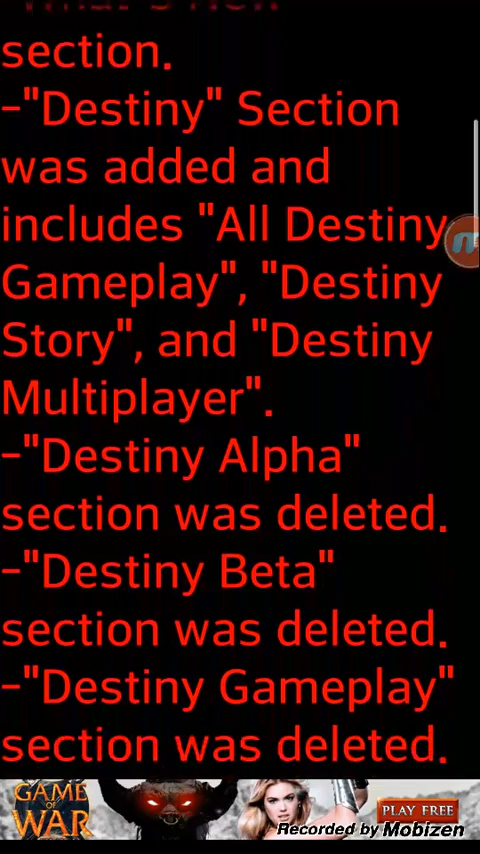 "What's New"
section.
-"Destiny" Section
was added and
includes "All Destiny
Gameplay", "Destiny
Story", and "Destiny
Multiplayer".
-"Destiny Alpha"
section was deleted.
-"Destiny Beta"
section was deleted.
-"Destiny Gameplay"
section was deleted.
GAME
OF
WAR
PLAY FREE
Recorded by Mobizen